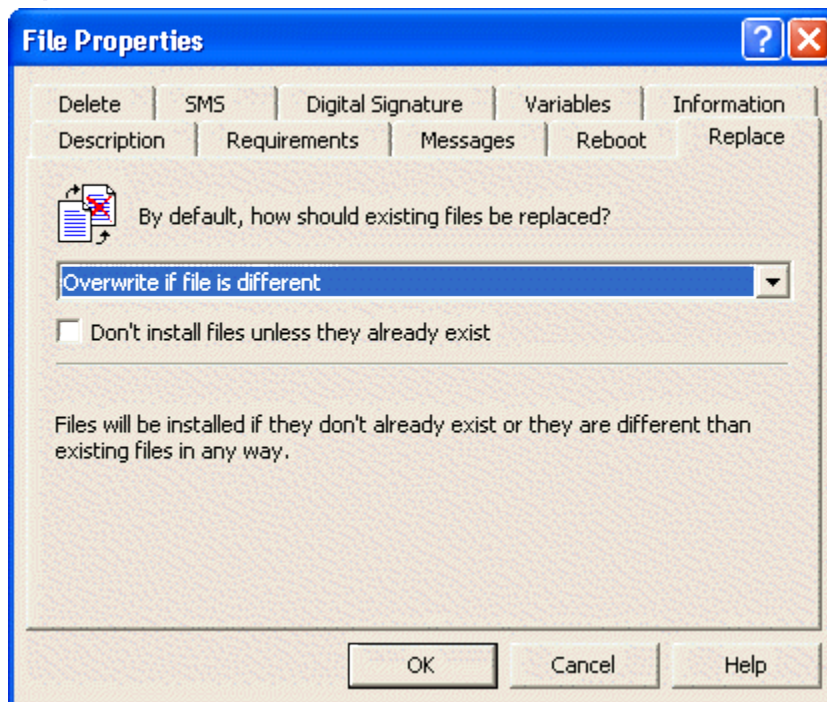 File Properties
Delete SMS Digital Signature Variables Information
Description Requirements Messages Reboot Replace
By default, how should existing files be replaced?
Overwrite if file is different
Don't install files unless they already exist
Files will be installed if they don't already exist or they are different than
existing files in any way.
OK Cancel Help